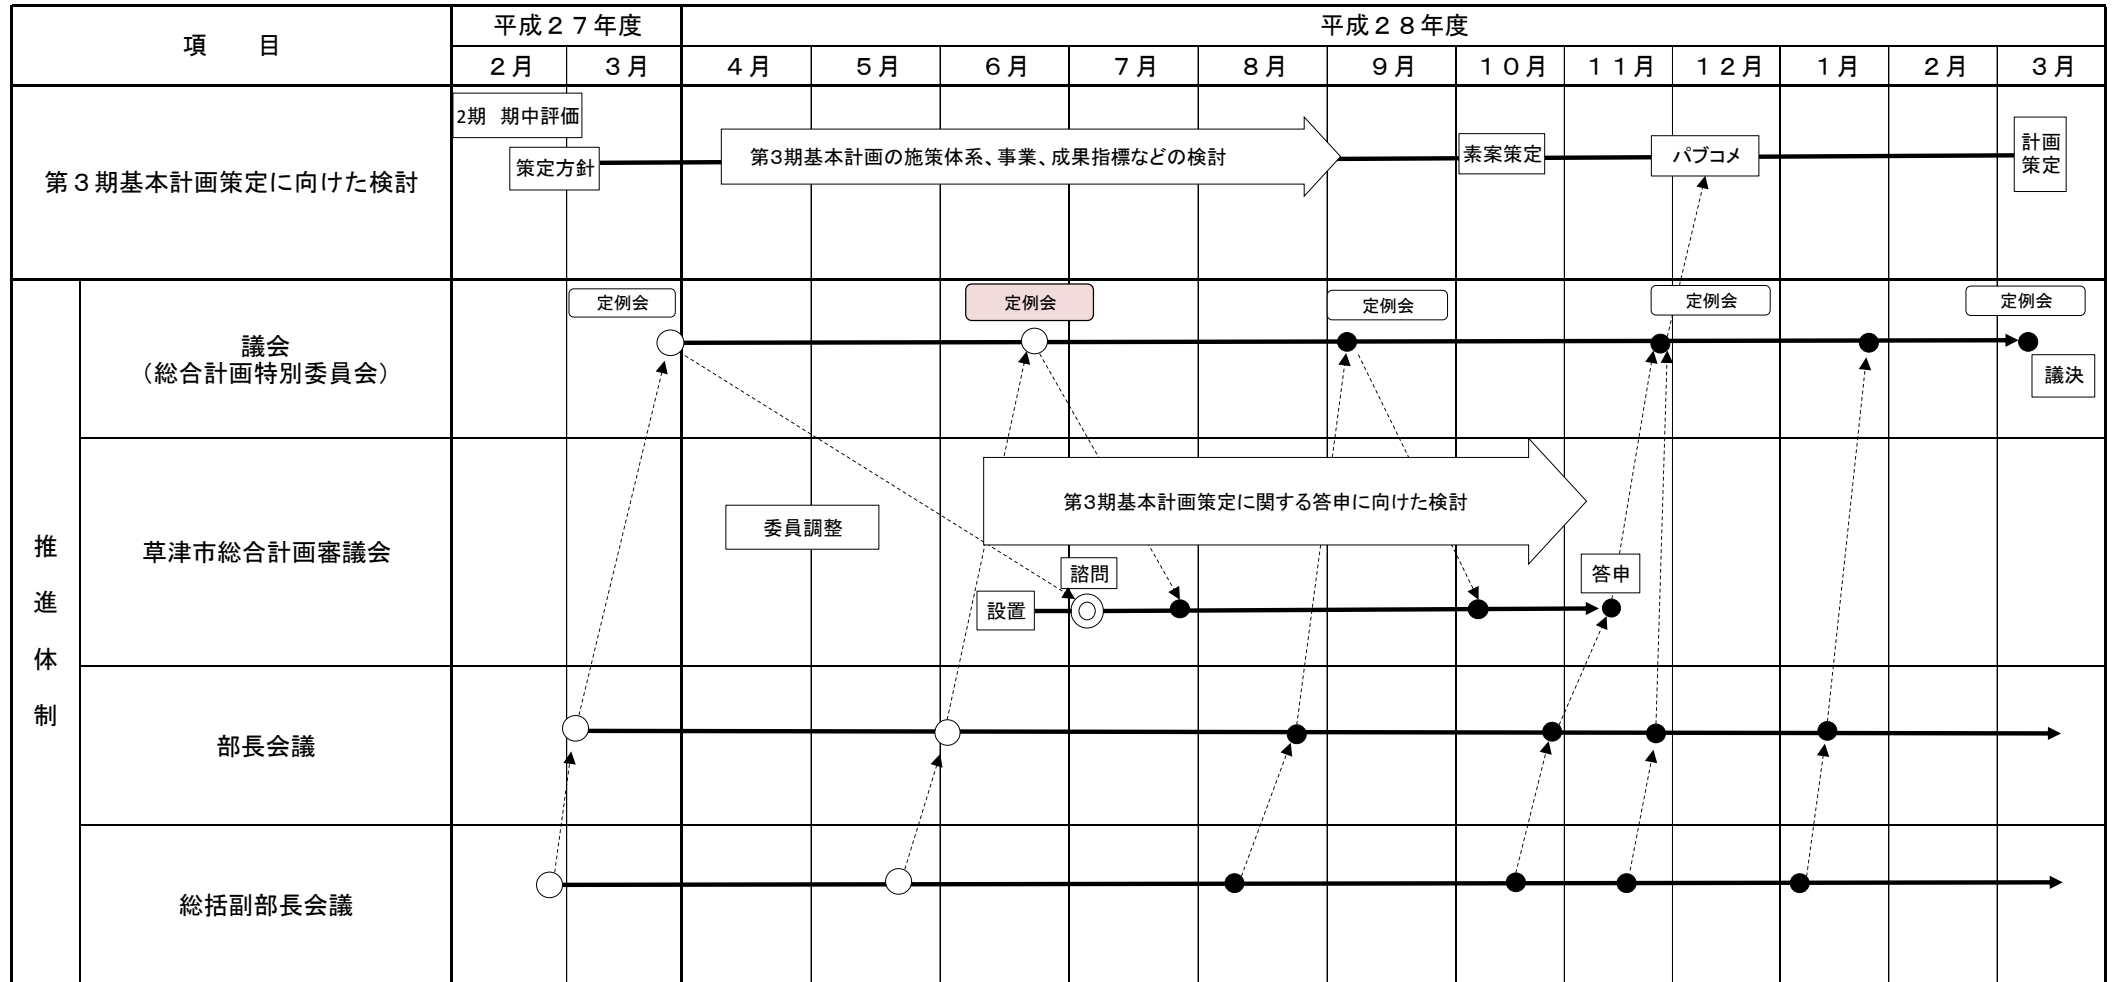 項　　目
平成２７年度
平成２８年度
２月
３月
４月
５月
６月
７月
８月
９月
１０月
１１月
１２月
１月
２月
３月
第３期基本計画策定に向けた検討
2期　期中評価
策定方針
第3期基本計画の施策体系、事業、成果指標などの検討
素案策定
パブコメ
計画
策定
推進体制
議会
（総合計画特別委員会）
定例会
定例会
定例会
定例会
定例会
議決
草津市総合計画審議会
委員調整
第3期基本計画策定に関する答申に向けた検討
設置
諮問
答申
部長会議
総括副部長会議